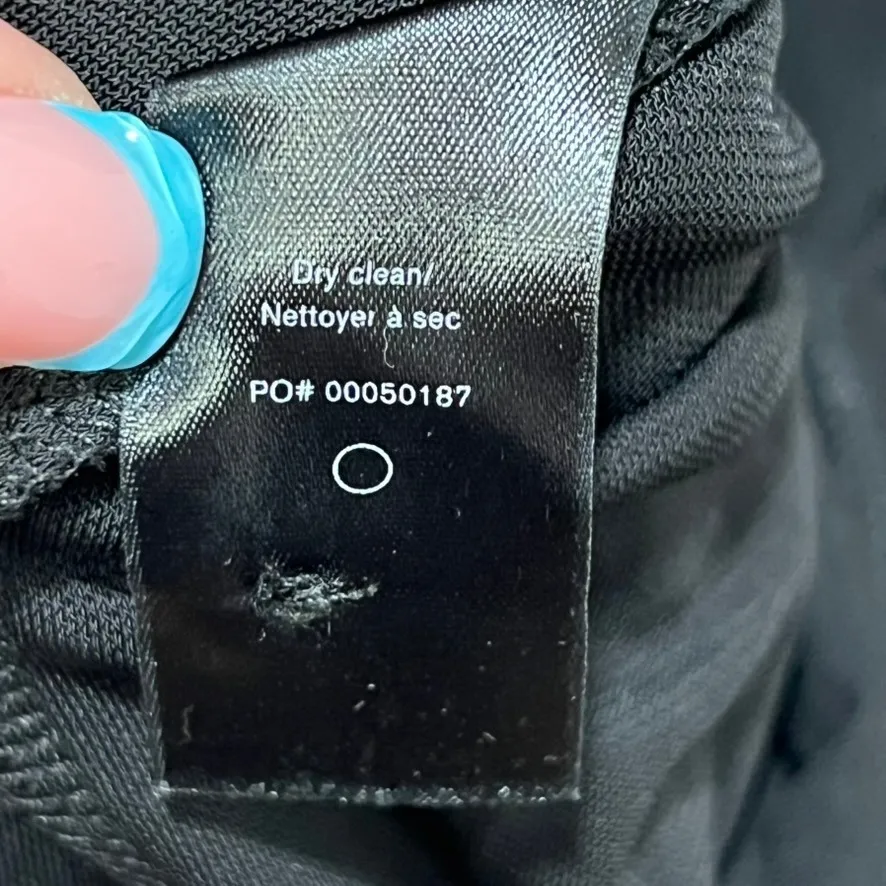 Dry clean/
Nettoyer à sec
PO# 00050187